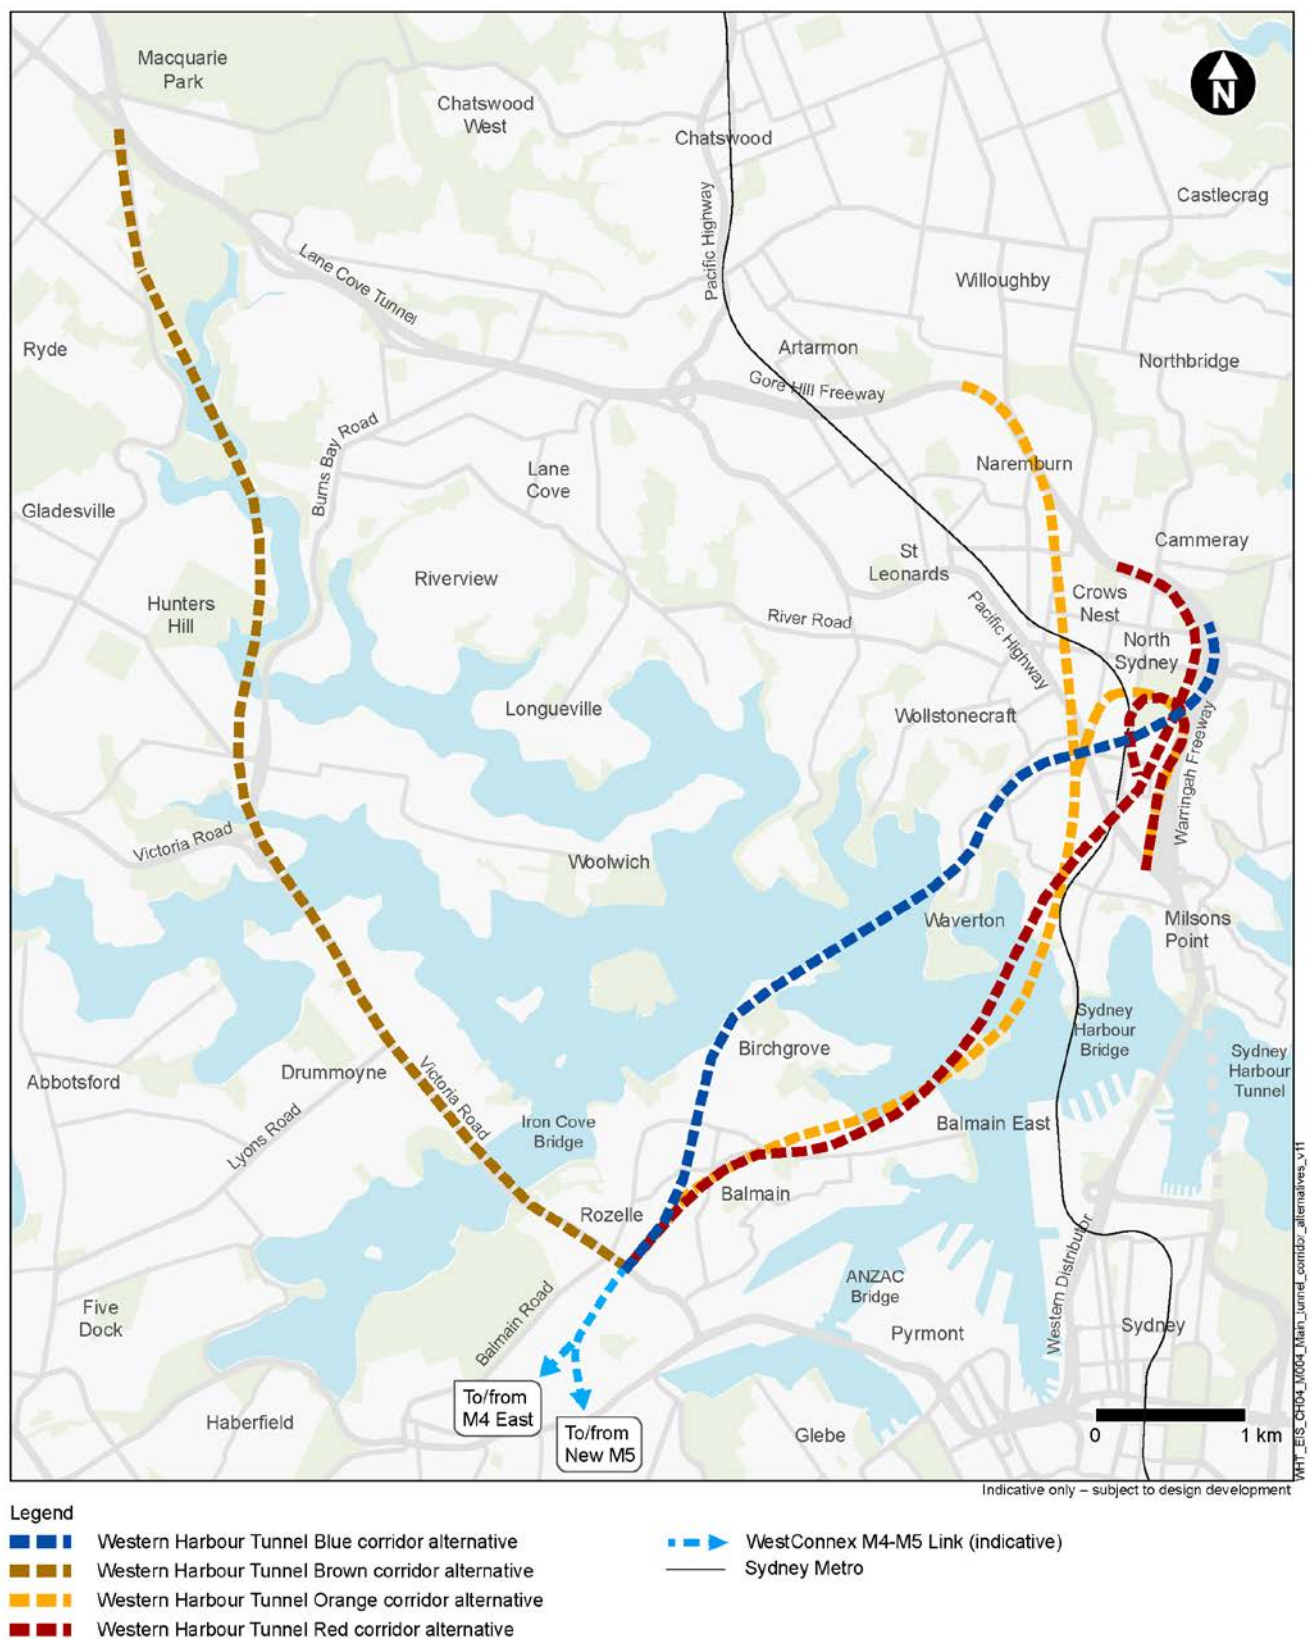 Macquarie
Park
Chatswood
West
Chatswood
N
Castlecrag
Pacific Highway
Lane Cove Tunnel
Willoughby
Ryde
Artarmon
Northbridge
Gore Hill Freeway
Burns Bay Road
Lane
Cove
Naremburn
Gladesville
Cammeray
St
Leonards
Riverview
Hunters
Hill
Crows
Nest
River Road
Pacific Highway
North
Sydney
Longueville
Wollstonecraft
Warringah Freeway
Victoria Road
Woolwich
Waverton
Milsons
Point
Sydney
Harbour
Bridge
Birchgrove
Sydney
Harbour
Tunnel
Abbotsford
Drummoyne
Victoria Road
Lyons Road
Iron Cove
Bridge
Balmain East
Balmain
Rozelle
ANZAC
Bridge
Western Distributor
Five
Dock
Balmain Road
Pyrmont
Sydney
To/from
M4 East
To/from
New M5
Haberfield
Glebe
0 1 km
WHT_EIS_CH04_M004_Main_tunnel_corridor_alternatives_v11
Indicative only – subject to design development
Legend
Western Harbour Tunnel Blue corridor alternative
Western Harbour Tunnel Brown corridor alternative
Western Harbour Tunnel Orange corridor alternative
Western Harbour Tunnel Red corridor alternative
WestConnex M4-M5 Link (indicative)
Sydney Metro